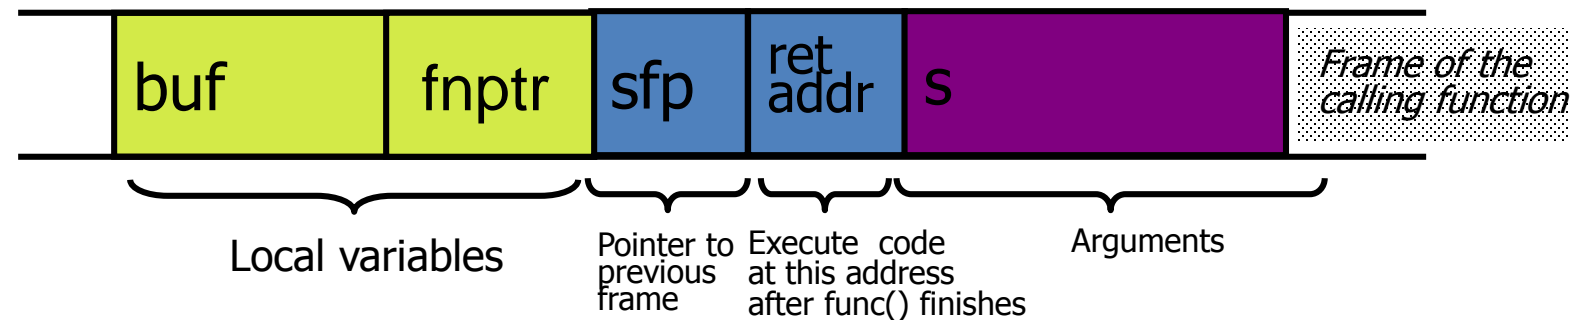 buf
fnptr
sfp
ret
addr
s
Frame of the
calling function
Local variables
Pointer to
previous
frame
Execute code
at this address
after func() finishes
Arguments